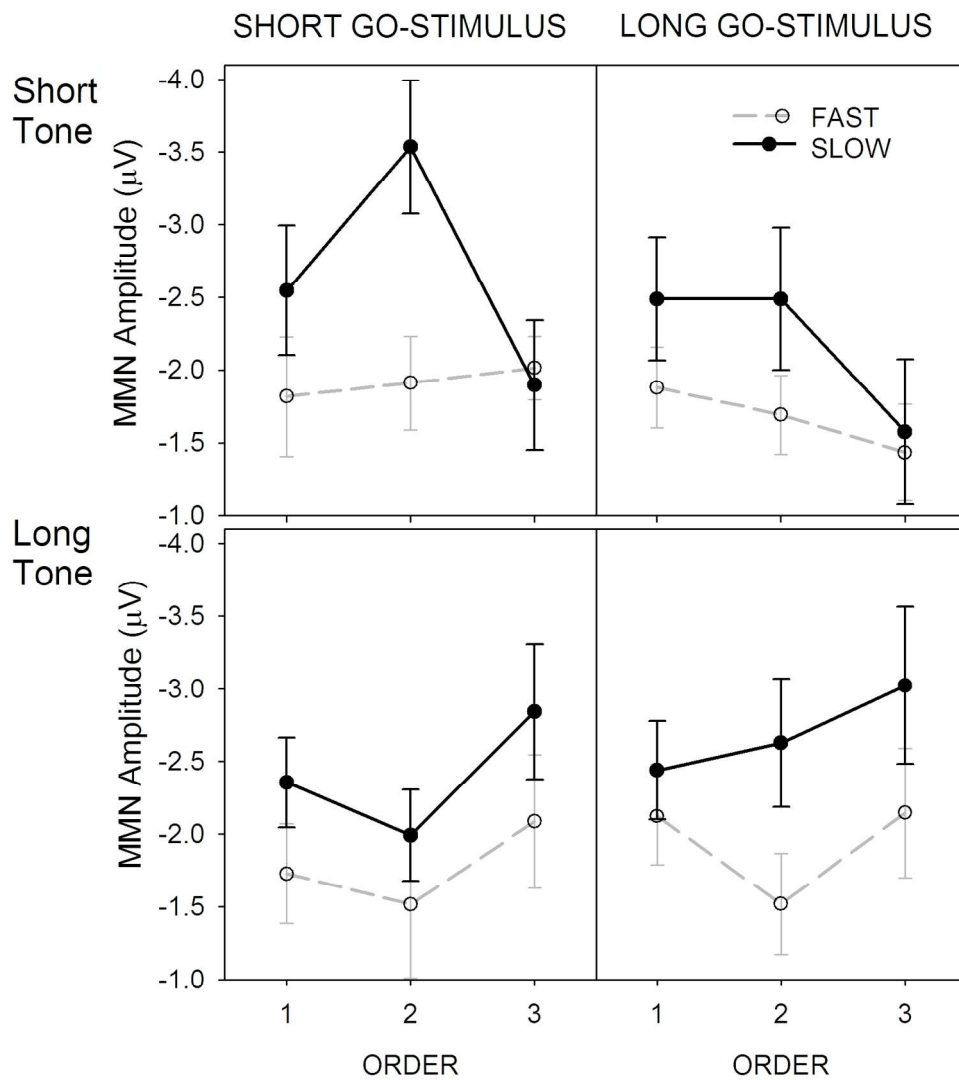 SHORT GO-STIMULUS LONG GO-STIMULUS
Short
Tone
MMN Amplitude (µV)
-4.0
-3.5
-3.0
-2.5
-2.0
-1.5
-1.0
FAST
SLOW
Long
Tone
MMN Amplitude (µV)
-4.0
-3.5
-3.0
-2.5
-2.0
-1.5
-1.0
1 2 3 1 2 3
ORDER ORDER